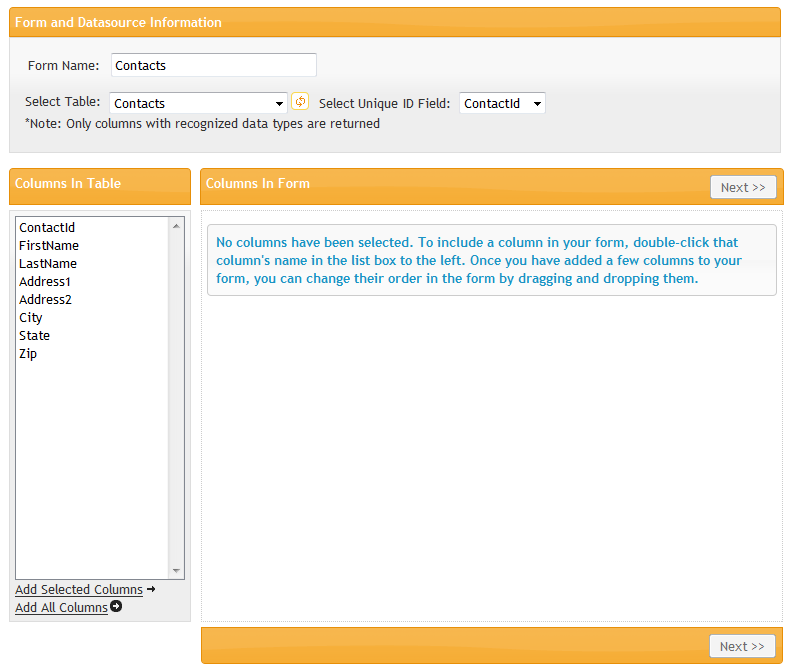 Form and Datasource Information
Form Name: Contacts
Select Table: Contacts Select Unique ID Field: ContactId
*Note: Only columns with recognized data types are returned
Columns In Table
Columns In Form
Next >>
ContactId
FirstName
LastName
Address1
Address2
City
State
Zip
No columns have been selected. To include a column in your form, double-click that
column's name in the list box to the left. Once you have added a few columns to your
form, you can change their order in the form by dragging and dropping them.
Add Selected Columns
Add All Columns
Next >>